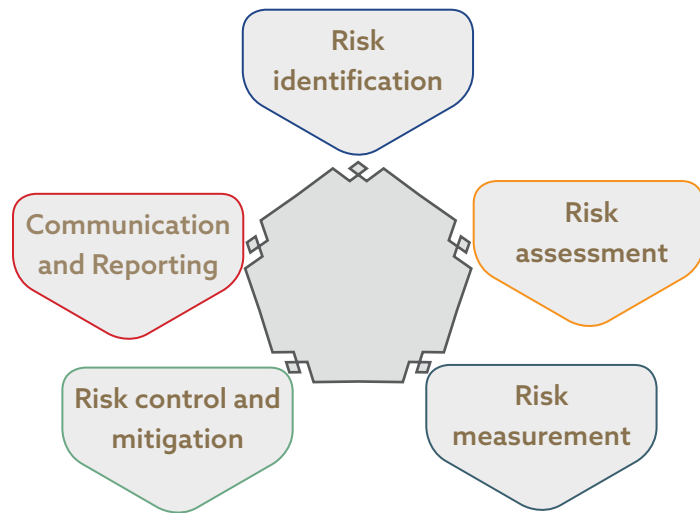 Risk
identification
Risk
assessment
Risk
measurement
Risk control and
mitigation
Communication
and Reporting